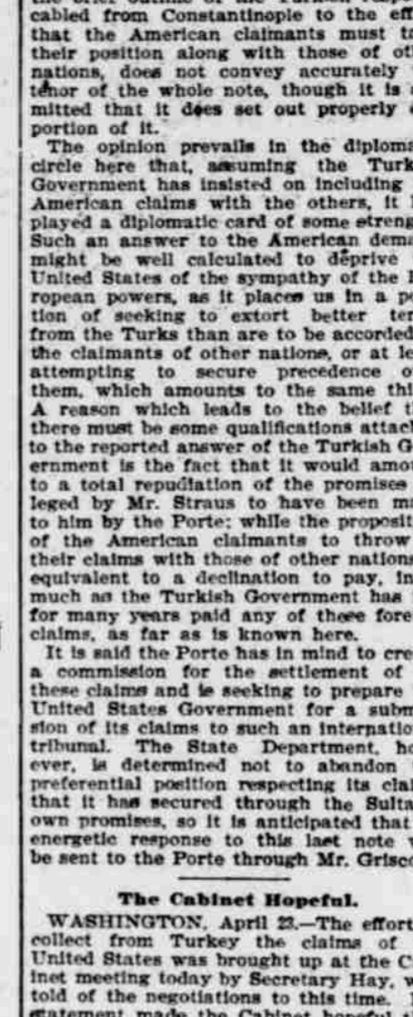 cabled from Constantinople to the eff
that the American claimants must ta
their position along with those of oth
nations, does not convey accurately
tenor of the whole note, though it is a
mitted that it does set out properly
portion of it.
The opinion prevails in the diploma
circle here that, assuming the Turk
Government has insisted on including
American claims with the others, it h
played a diplomatic card of some streng
Such an answer to the American dema
might be well calculated to deprive
United States of the sympathy of the E
ropean powers, as it places us in a po
tion of seeking to extort better ter
from the Turks than are to be accorded
the claimants of other nations, or at le
attempting to secure precedence o
them, which amounts to the same thi
A reason which leads to the belief t
there must be some qualifications attac
to the reported answer of the Turkish G
ernment is the fact that it would amo
to a total repudiation of the promises
leged by Mr. Straus to have been ma
to him by the Porte; while the proposit
of the American claimants to throw
their claims with those of other nations
equivalent to a declination to pay, in
much as the Turkish Government has
for many years paid any of these fore
claims, as far as is known here.
It is said the Porte has in mind to cre
a commission for the settlement of
these claims and is seeking to prepare
United States Government for a subm
sion of its claims to such an internatio
tribunal. The State Department, ho
ever, is determined not to abandon
preferential position respecting its clai
that it has secured through the Sulta
own promises, so it is anticipated that
energetic response to this last note w
be sent to the Porte through Mr. Grisco
The Cabinet Hopeful.
WASHINGTON, April 23.—The effort
collect from Turkey the claims of
United States was brought up at the C
inet meeting today by Secretary Hay, w
told of the negotiations to this time.
statement made the Cabinet hopeful